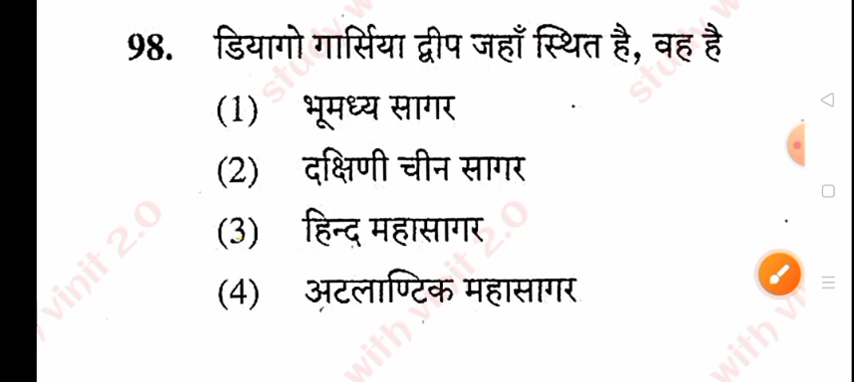 98. डियागो गार्सिया द्वीप जहाँ स्थित है, वह है
(1) भूमध्य सागर
(2) दक्षिणी चीन सागर
(3) हिन्द महासागर
(4) अटलाण्टिक महासागर